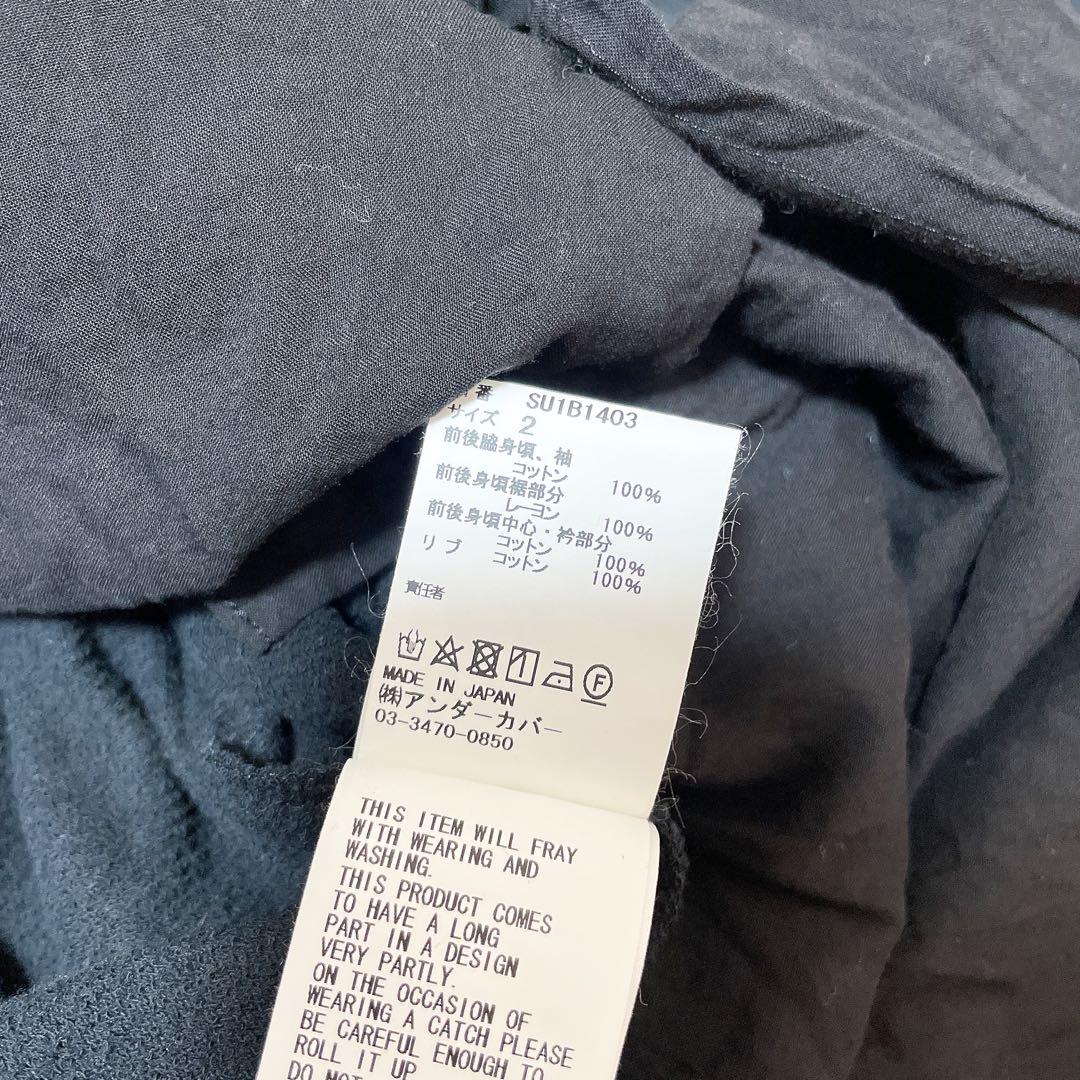 品番 SU1B1403
サイズ 2
前後脇身頃、袖
コットン 100%
前後身頃裾部分
レーヨン 100%
前後身頃中心・衿部分
コットン 100%
リブ コットン 100%
責任者
MADE IN JAPAN
㈱アンダーカバー
03-3470-0850
THIS ITEM WILL FRAY
WITH WEARING AND
WASHING.
THIS PRODUCT COMES
TO HAVE A LONG
PART IN A DESIGN
VERY PARTLY.
ON THE OCCASION OF
WEARING A CATCH PLEASE
BE CAREFUL ENOUGH TO
ROLL IT UP
DO NOT